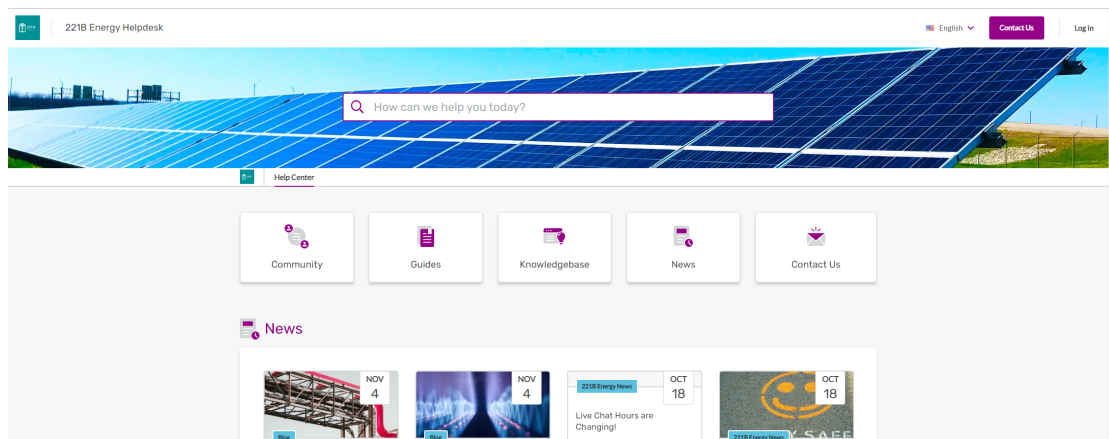 221B Energy Helpdesk
English
Contact Us
Log in
How can we help you today?
Help Center
Community
Guides
Knowledgebase
News
Contact Us
News
NOV
4
Blog
NOV
4
Blog
221B Energy News
OCT
18
Live Chat Hours are
Changing!
OCT
18
SAFE
221B Energy News